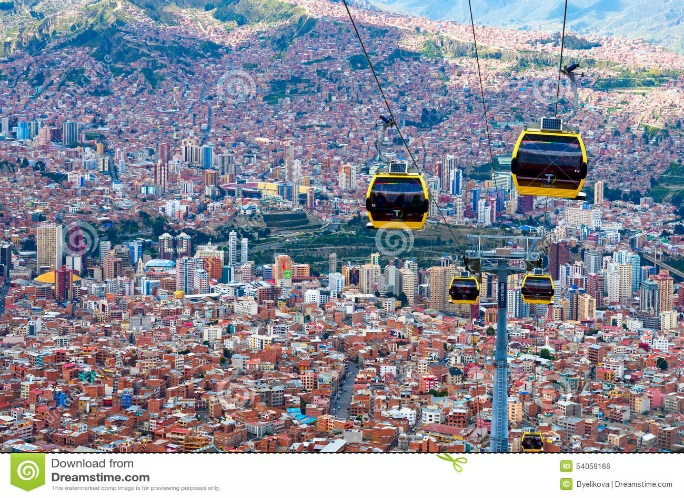 T
T
Download from
Dreamstime.com
This watermarked comp image is for previewing purposes only.
54059166
Byelikova | Dreamstime.com